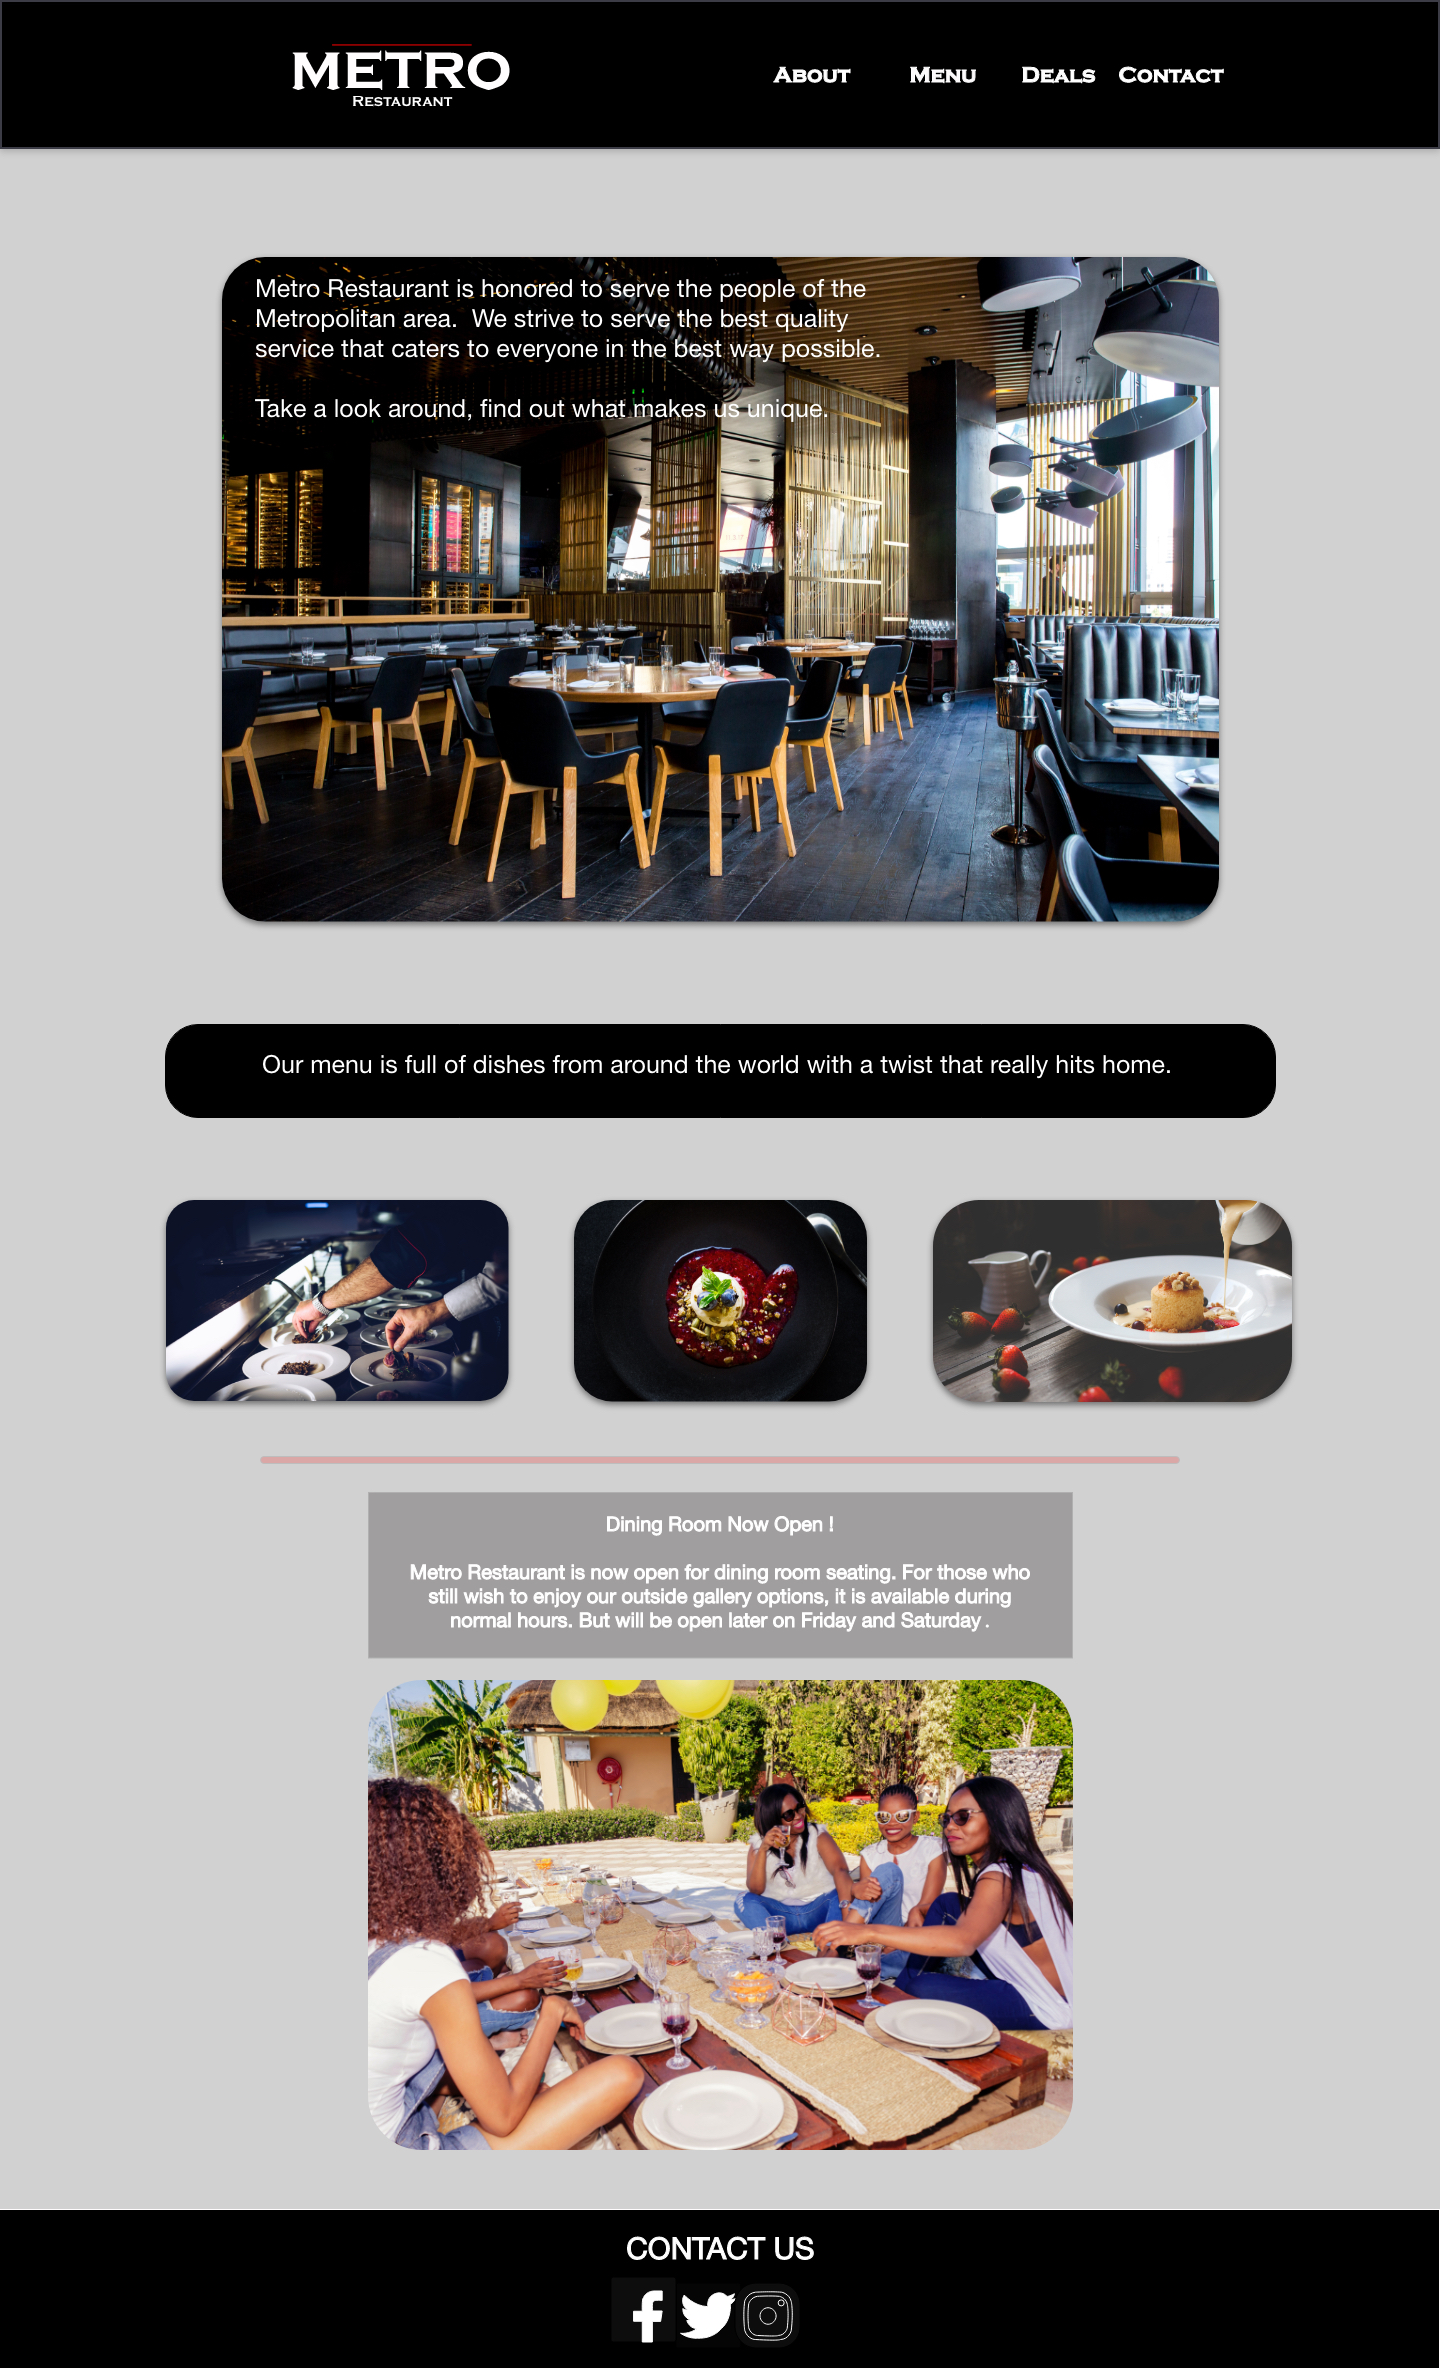 METRO
Restaurant
About Menu Deals Contact
Metro Restaurant is honored to serve the people of the
Metropolitan area.  We strive to serve the best quality
service that caters to everyone in the best way possible.
Take a look around, find out what makes us unique.
Our menu is full of dishes from around the world with a twist that really hits home.
Dining Room Now Open !
Metro Restaurant is now open for dining room seating. For those who
still wish to enjoy our outside gallery options, it is available during
normal hours. But will be open later on Friday and Saturday .
CONTACT US